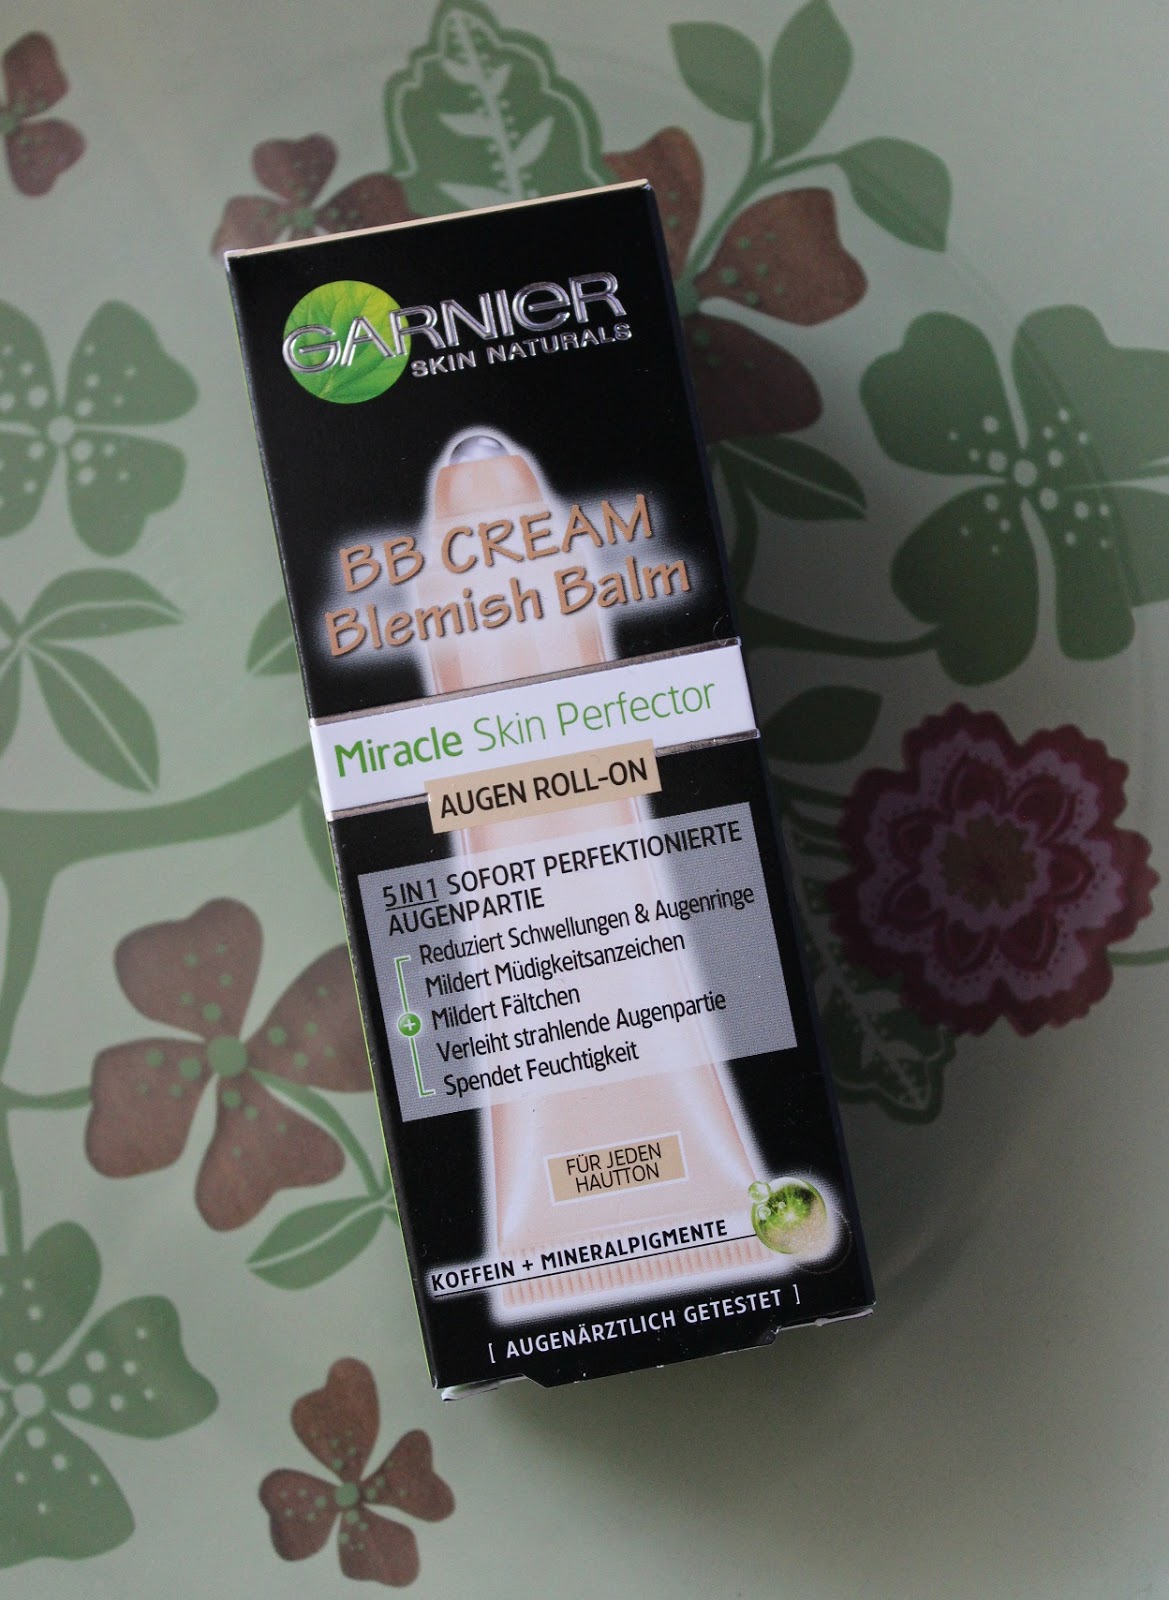 GARNIER
SKIN NATURALS
BB CREAM
Blemish Balm
Miracle Skin Perfector
AUGEN ROLL-ON
5 IN 1 SOFORT PERFEKTIONIERTE
AUGENPARTIE
Reduziert Schwellungen & Augenringe
Mildert Müdigkeitsanzeichen
+ Mildert Fältchen
Verleiht strahlende Augenpartie
Spendet Feuchtigkeit
FÜR JEDEN
HAUTTON
KOFFEIN + MINERALPIGMENTE
[ AUGENÄRZTLICH GETESTET ]